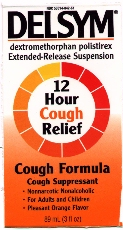 DELSYM®
dextromethorphan polistirex
Extended-Release Suspension
12
Hour
Cough
Relief
Cough Formula
Cough Suppressant
• Nonnarcotic Nonalcoholic
• For Adults and Children
• Pleasant Orange Flavor
89 mL (3 fl oz)